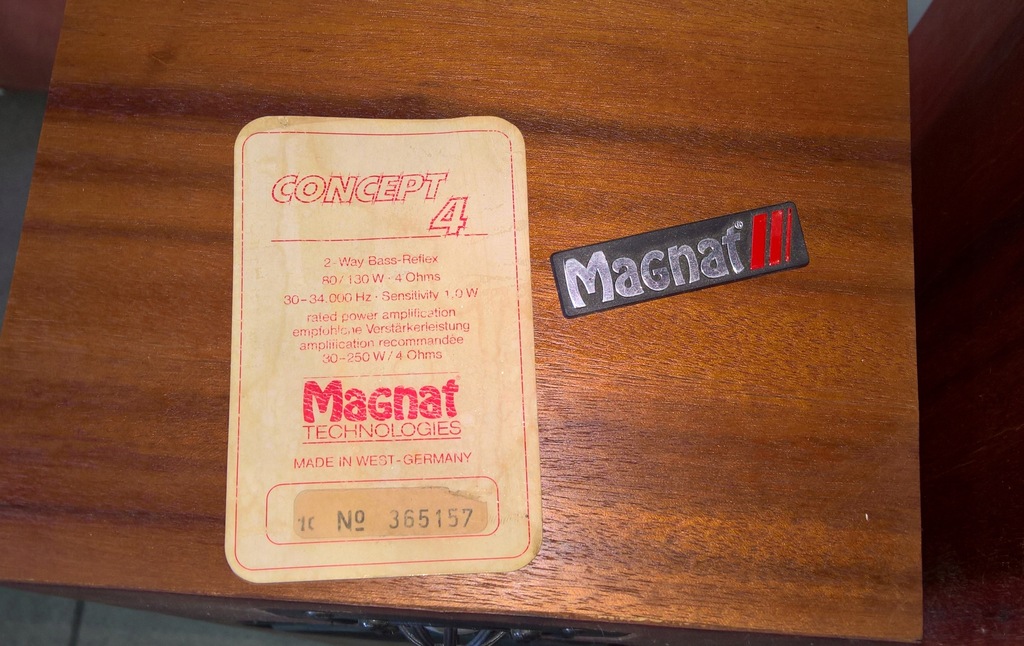 CONCEPT
4
2-Way Bass-Reflex
80/130 W · 4 Ohms
30-34.000 Hz · Sensitivity 1,0 W
rated power amplification
empfohlene Verstärkerleistung
amplification recommandée
30-250 W/4 Ohms
Magnat
TECHNOLOGIES
MADE IN WEST-GERMANY
Nº 365157
Magnat®